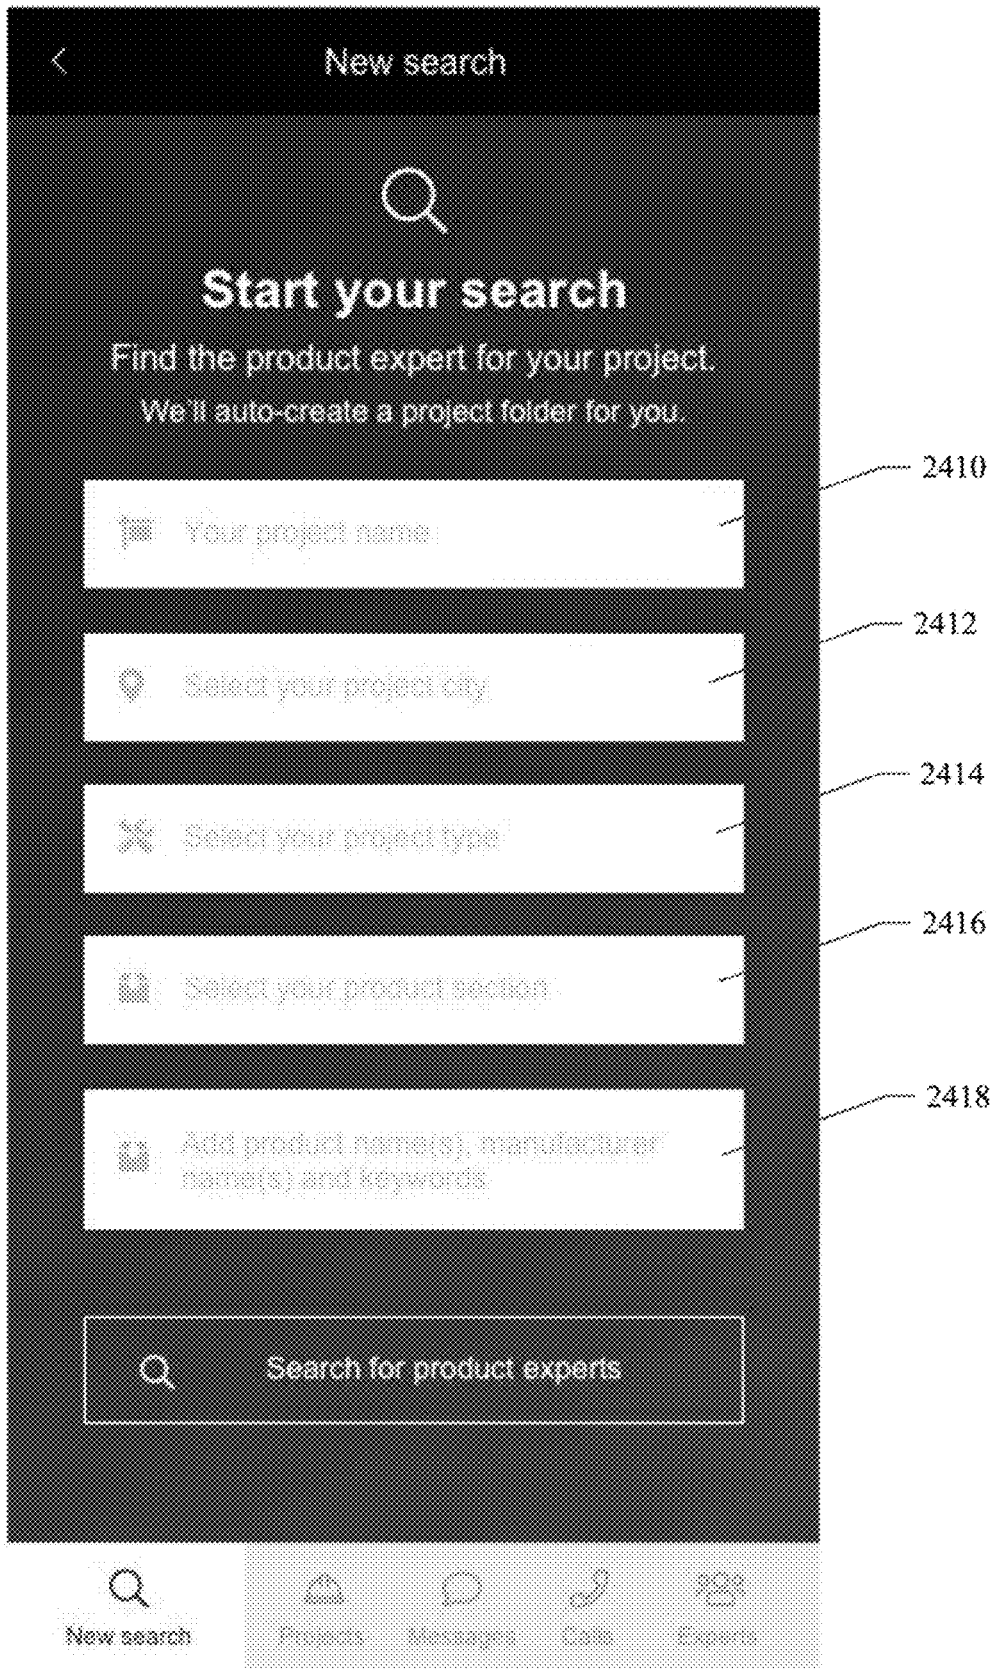 New search
Start your search
Find the product expert for your project.
We'll auto-create a project folder for you.
2410
Your project name
2412
Select your project city
2414
Select your project type
2416
Select your product section
2418
Add product name(s), manufacturer
name(s) and keywords
Search for product experts
New search
Projects
Messages
Calls
Experts